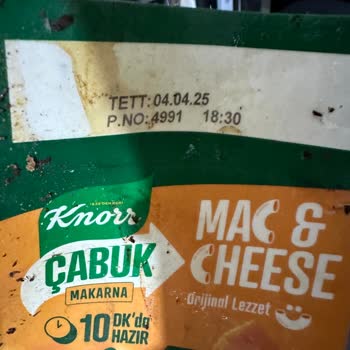 TETT: 04.04.25
P.NO: 4991 18:30
Knorr
ÇABUK
MAKARNA
10 DK'da
HAZIR
MAC &
CHEESE
Orijinal Lezzet